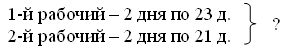 1-й рабочий – 2 дня по 23 д.
2-й рабочий – 2 дня по 21 д.
?